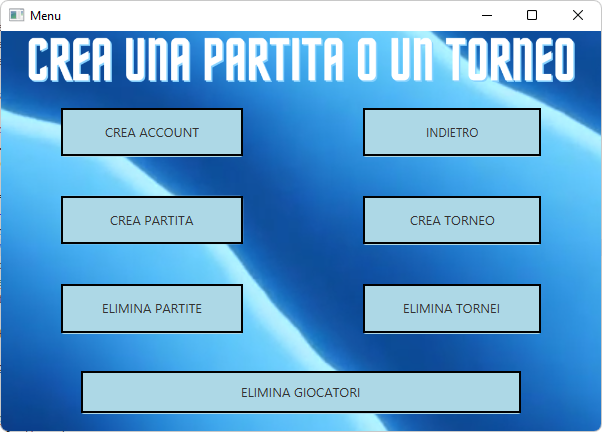 Menu
CREA UNA PARTITA O UN TORNEO
CREA ACCOUNT
INDIETRO
CREA PARTITA
CREA TORNEO
ELIMINA PARTITE
ELIMINA TORNEI
ELIMINA GIOCATORI